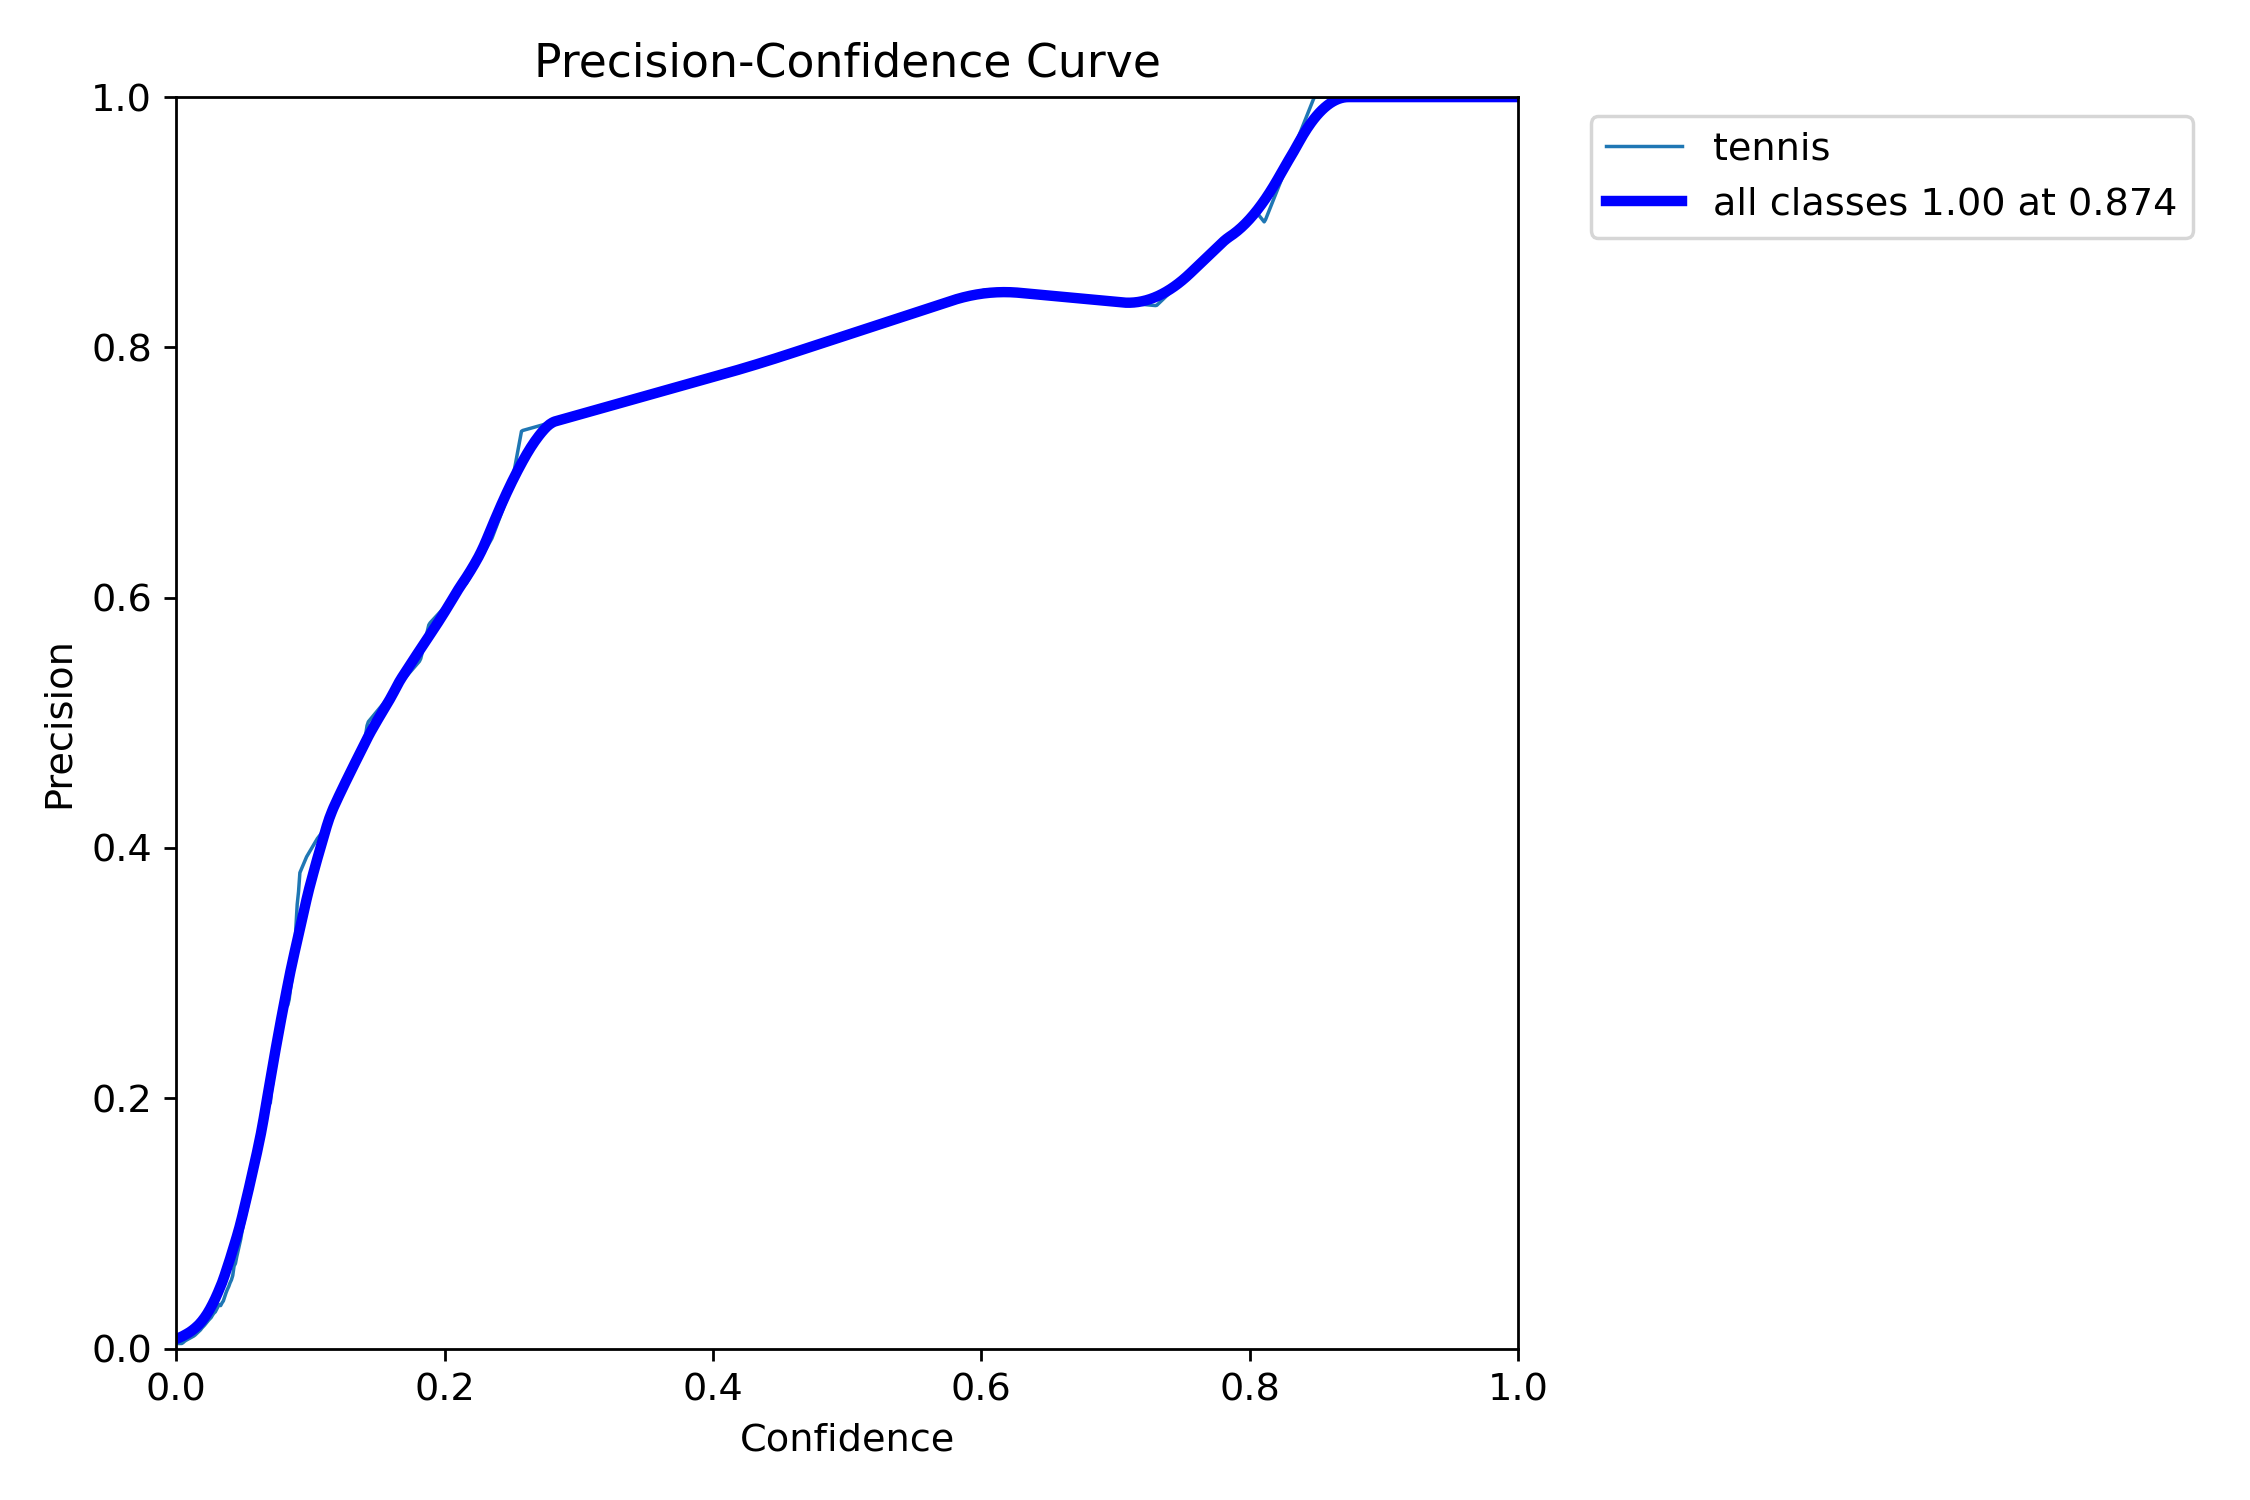 Precision-Confidence Curve
1.0
0.8
0.6
0.4
0.2
0.0
Precision
0.0 0.2 0.4 0.6 0.8 1.0
Confidence
tennis
all classes 1.00 at 0.874